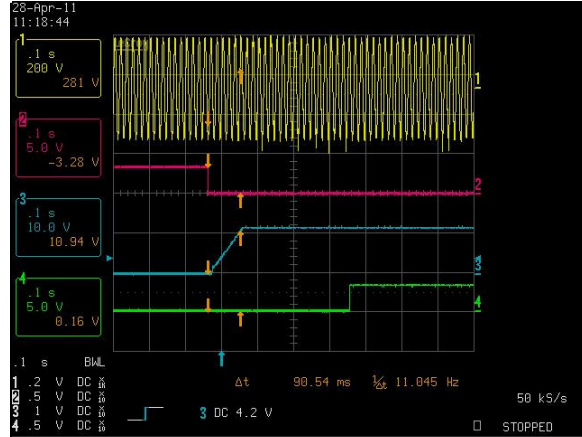 28-Apr-11
11:18:44
1
.1 s
200 V
281 V
1
2
.1 s
5.0 V
-3.28 V
2
3
.1 s
10.0 V
10.94 V
3
4
.1 s
5.0 V
0.16 V
4
.1 s BWL
1 .2 V DC
2 .5 V DC
3 1 V DC
4 .5 V DC
Δt 90.54 ms 1/Δt 11.045 Hz
3 DC 4.2 V
50 kS/s
STOPPED